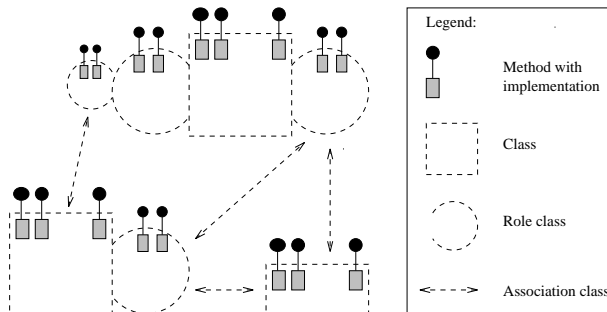 Legend:
Method with
implementation
Class
Role class
Association class